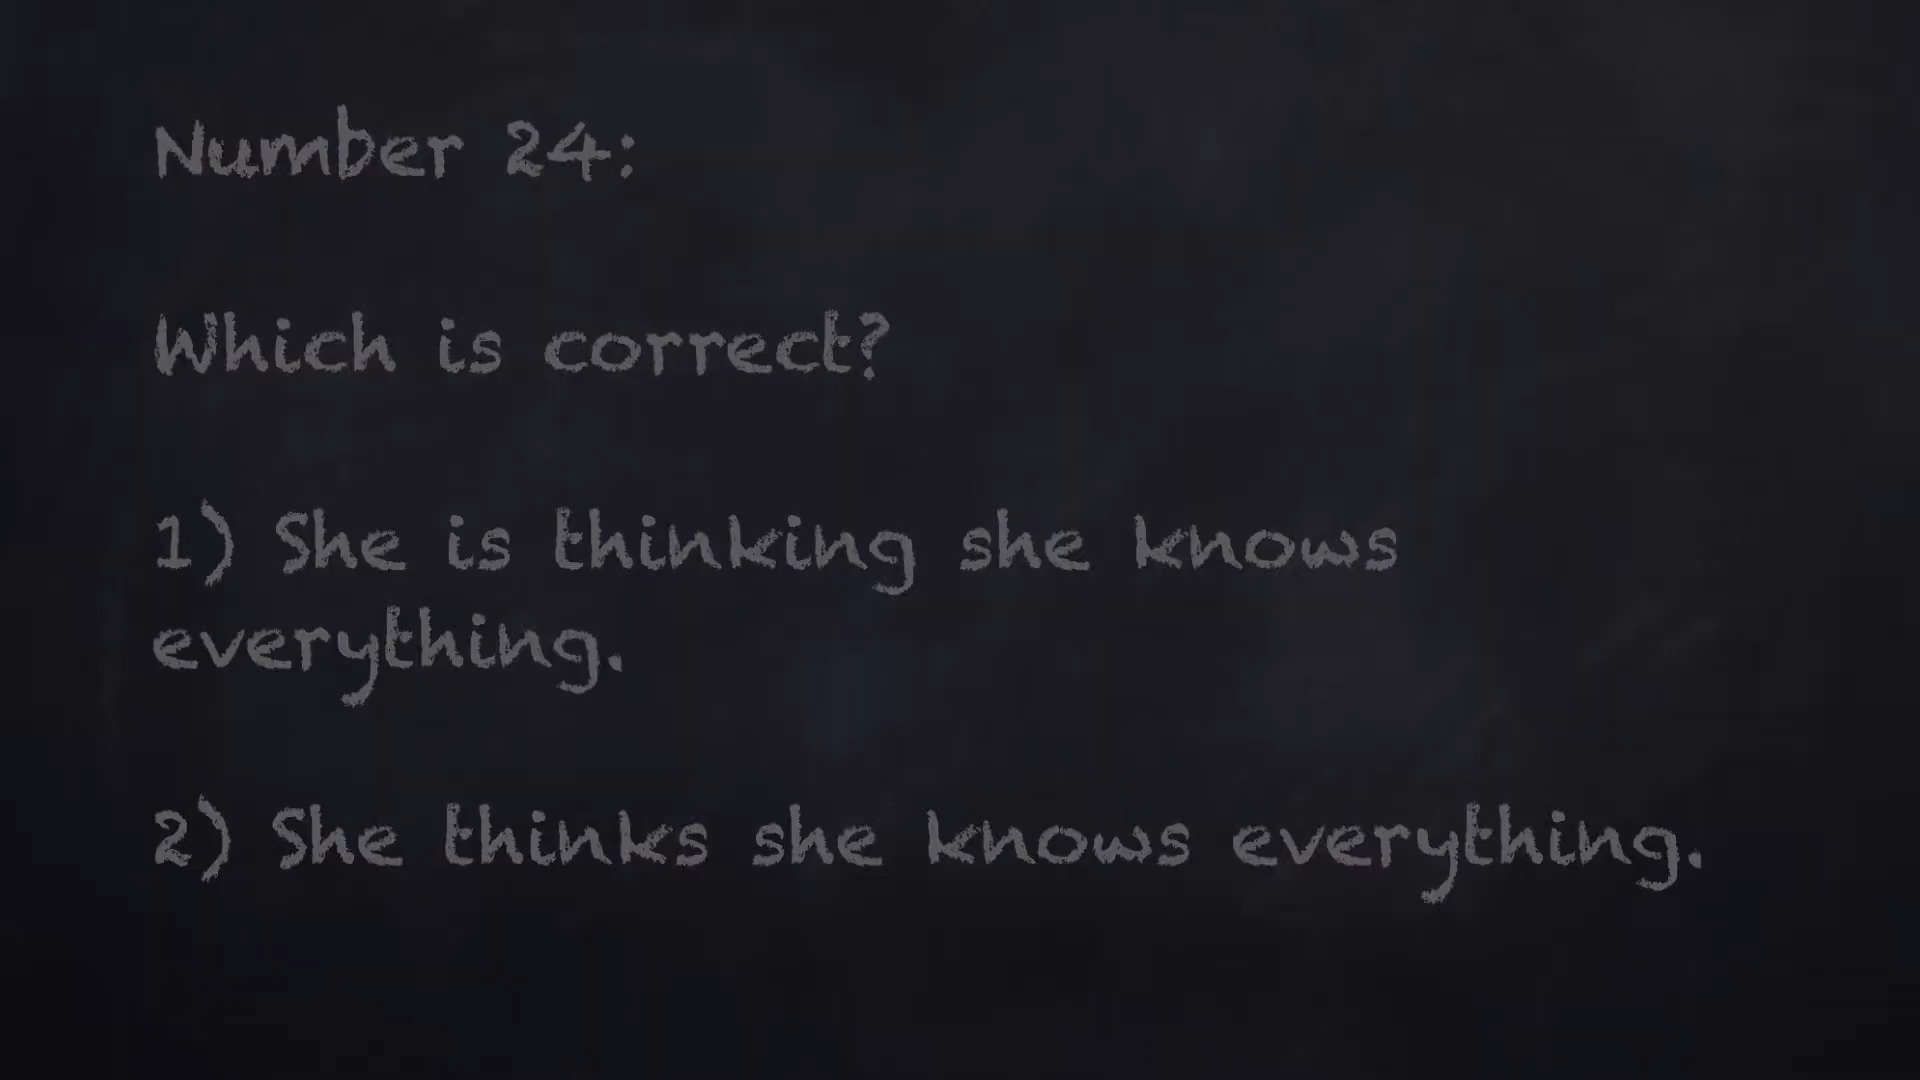 Number 24:
Which is correct?
1) She is thinking she knows
everything.
2) She thinks she knows everything.